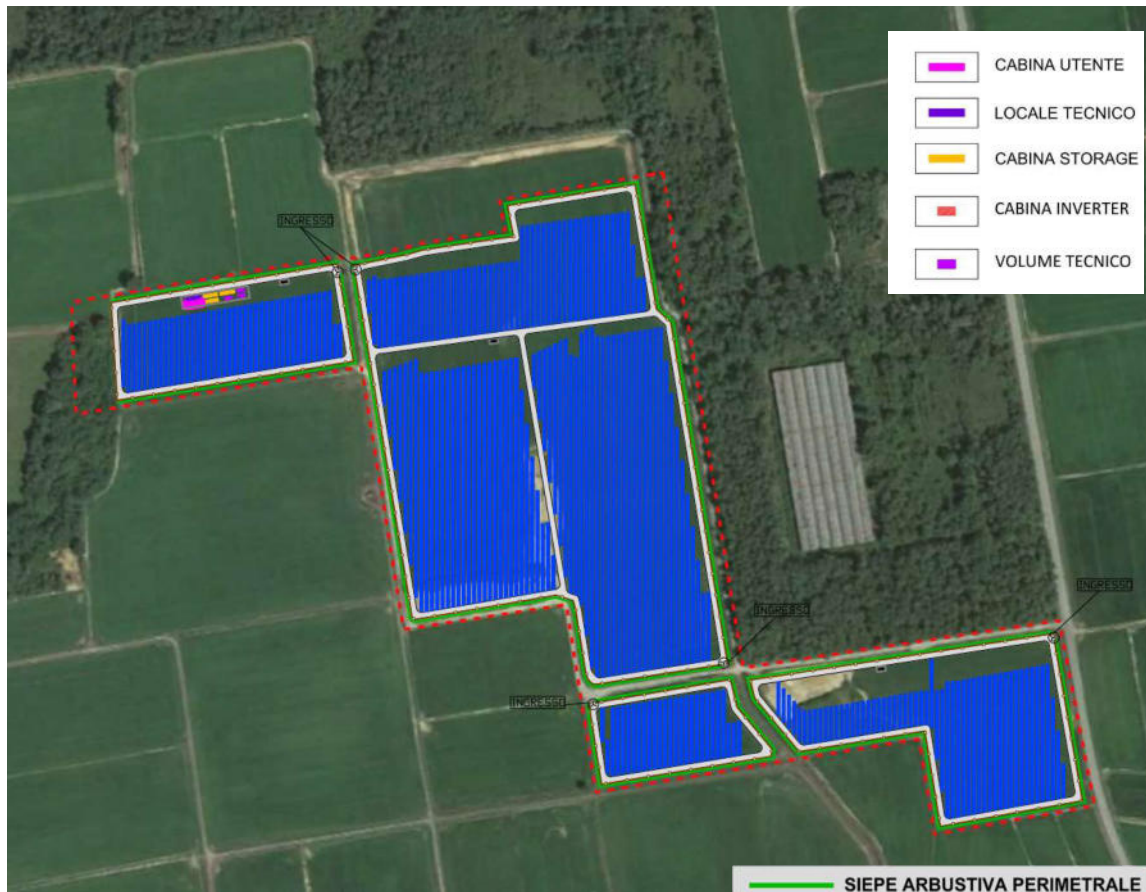 CABINA UTENTE
LOCALE TECNICO
CABINA STORAGE
CABINA INVERTER
VOLUME TECNICO
INGRESSO
INGRESSO
INGRESSO
INGRESSO
SIEPE ARBUSTIVA PERIMETRALE